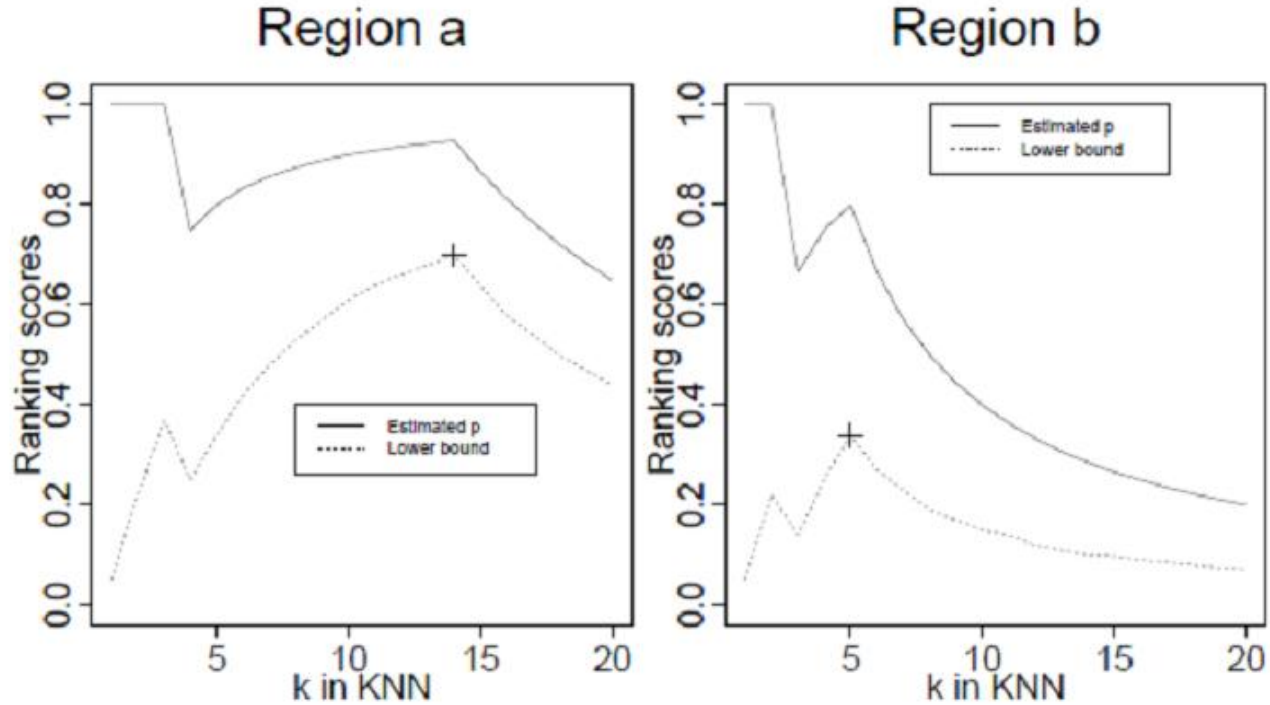 Region a
Ranking scores
1.0
0.8
0.6
0.4
0.2
0.0
Estimated p
Lower bound
5 10 15 20
k in KNN
Region b
Ranking scores
1.0
0.8
0.6
0.4
0.2
0.0
Estimated p
Lower bound
5 10 15 20
k in KNN